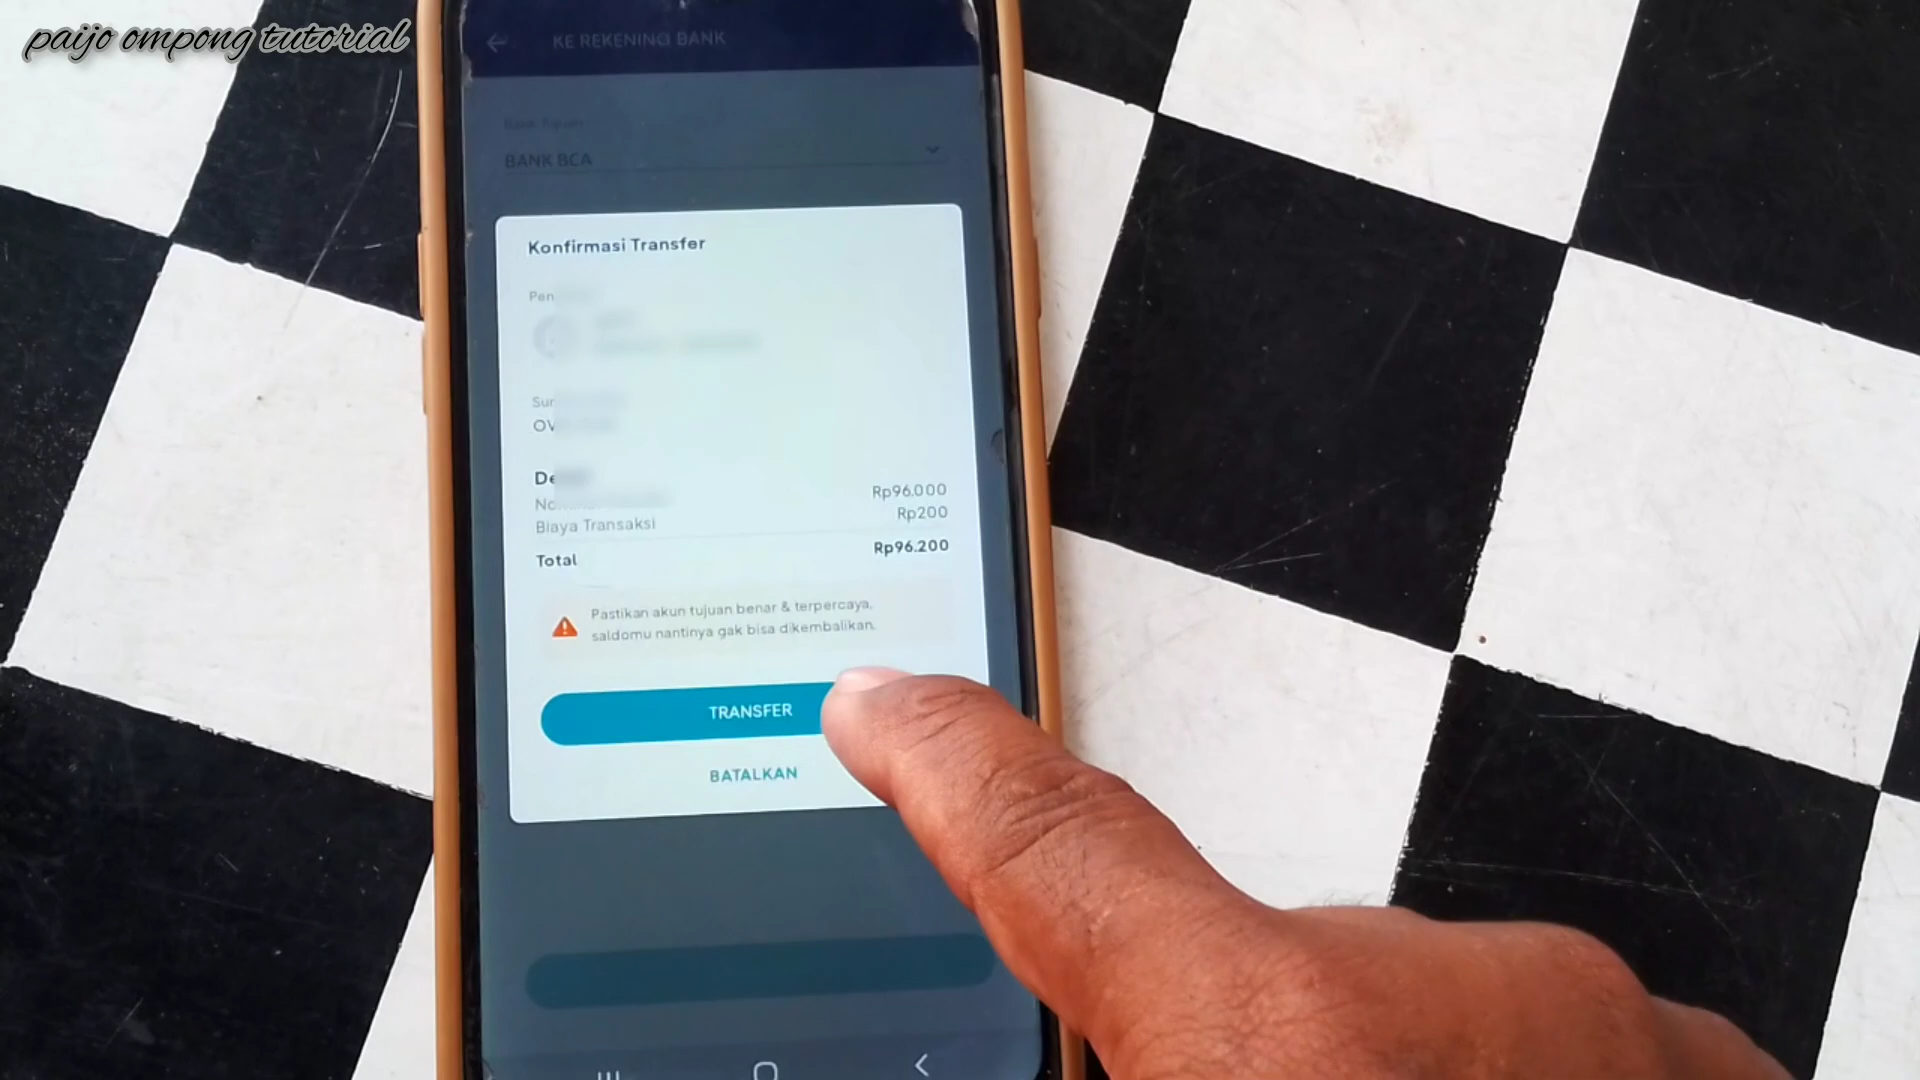 paijo ompong tutorial
KE REKENING BANK
BANK BCA
Konfirmasi Transfer
Rp96.000
Biaya Transaksi Rp200
Total Rp96.200
Pastikan akun tujuan benar & terpercaya,
saldomu nantinya gak bisa dikembalikan.
TRANSFER
BATALKAN